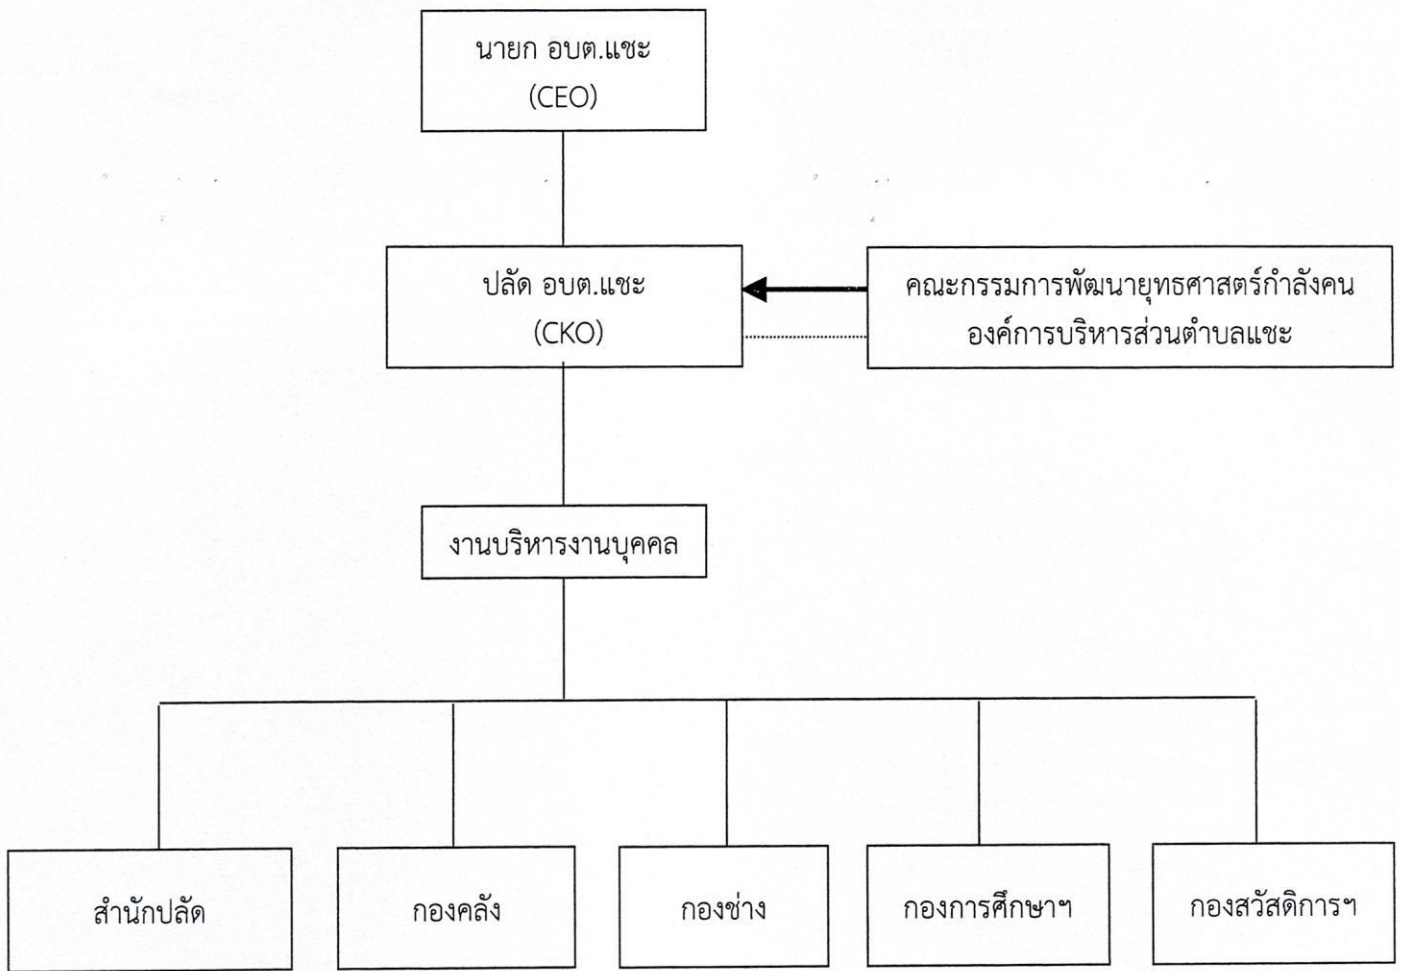 นายก อบต.แชะ
(CEO)
ปลัด อบต.แชะ
(CKO)
คณะกรรมการพัฒนายุทธศาสตร์กำลังคน
องค์การบริหารส่วนตำบลแชะ
งานบริหารงานบุคคล
สำนักปลัด
กองคลัง
กองช่าง
กองการศึกษาฯ
กองสวัสดิการฯ